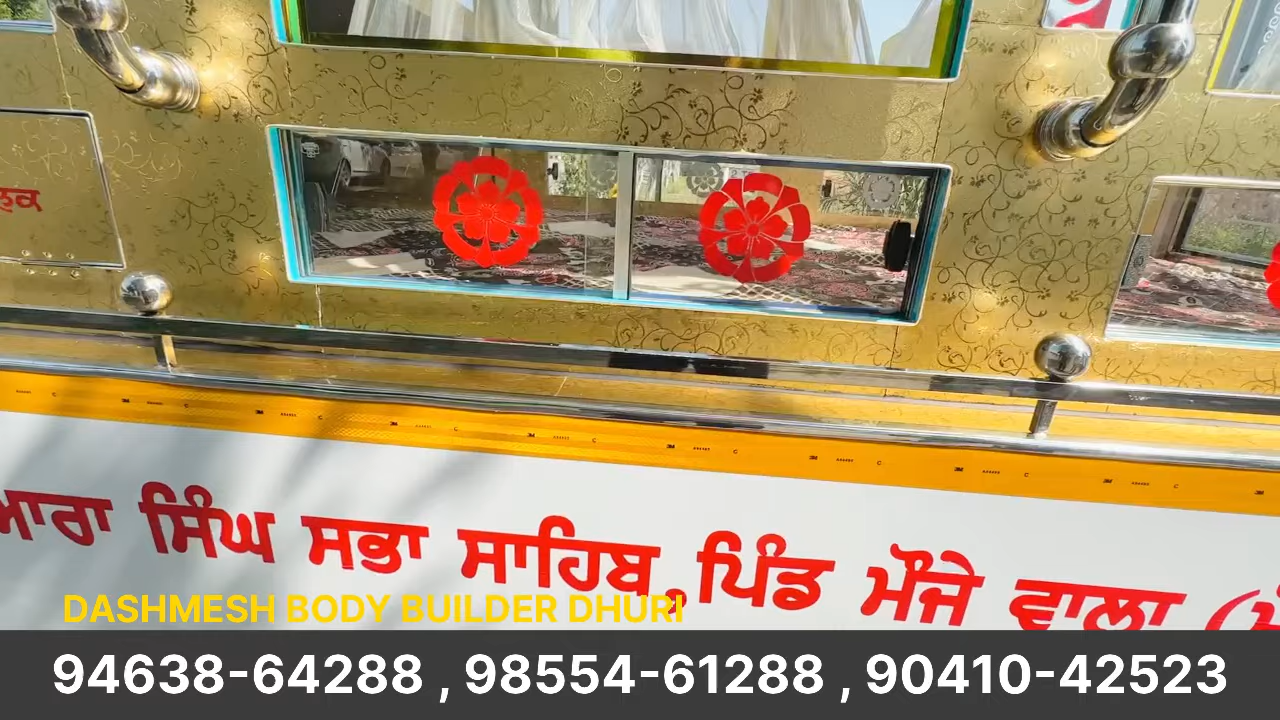 ਸਿੰਘ ਸਭਾ ਸਾਹਿਬ, ਪਿੰਡ ਮੌਜੇ ਵਾਲਾ
DASHMESH BODY BUILDER DHURI
94638-64288 , 98554-61288 , 90410-42523